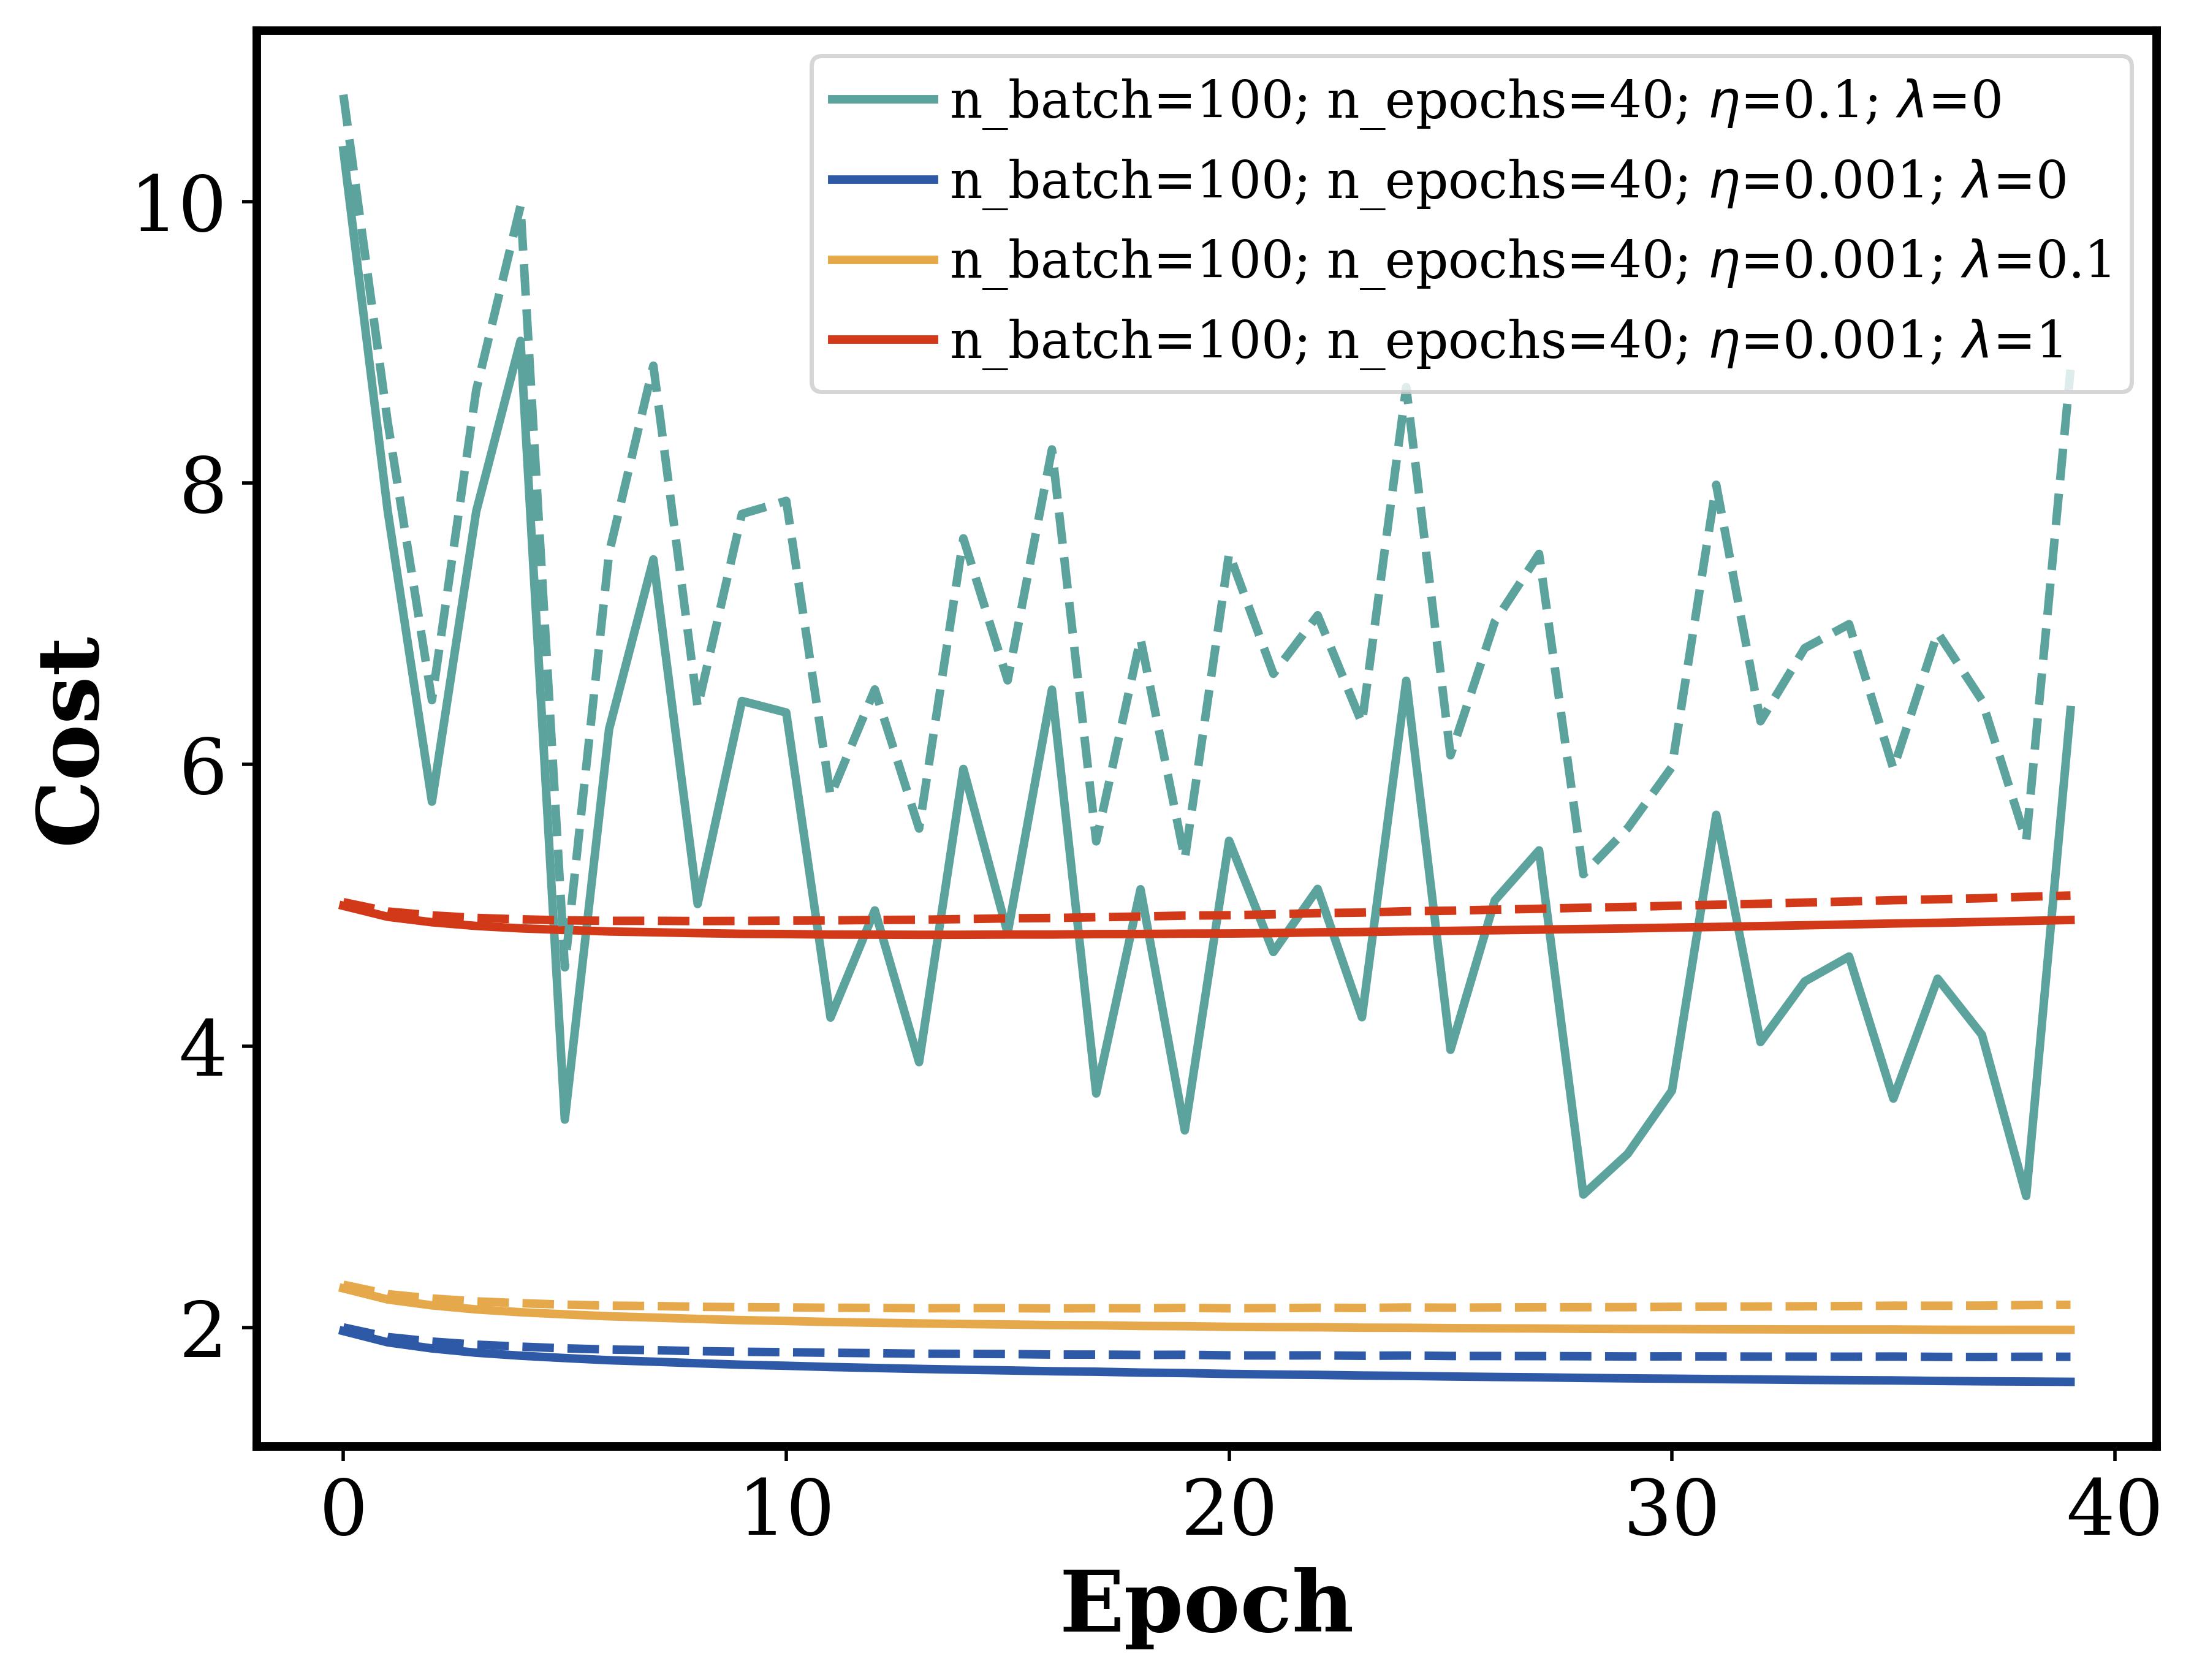 n_batch=100; n_epochs=40; η=0.1; λ=0
n_batch=100; n_epochs=40; η=0.001; λ=0
n_batch=100; n_epochs=40; η=0.001; λ=0.1
n_batch=100; n_epochs=40; η=0.001; λ=1
10
8
6
4
2
Cost
0 10 20 30 40
Epoch